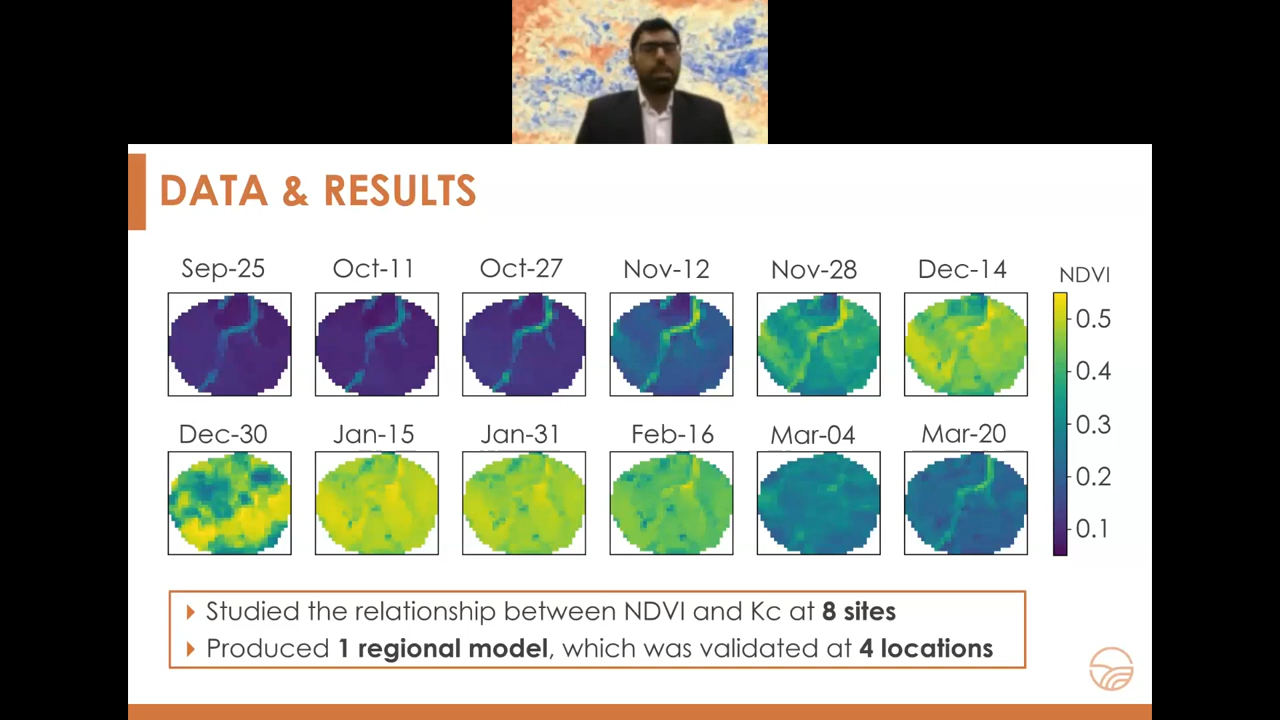 DATA & RESULTS
Sep-25 Oct-11 Oct-27 Nov-12 Nov-28 Dec-14
NDVI
0.5
0.4
0.3
0.2
0.1
Dec-30 Jan-15 Jan-31 Feb-16 Mar-04 Mar-20
Studied the relationship between NDVI and Kc at 8 sites
Produced 1 regional model, which was validated at 4 locations